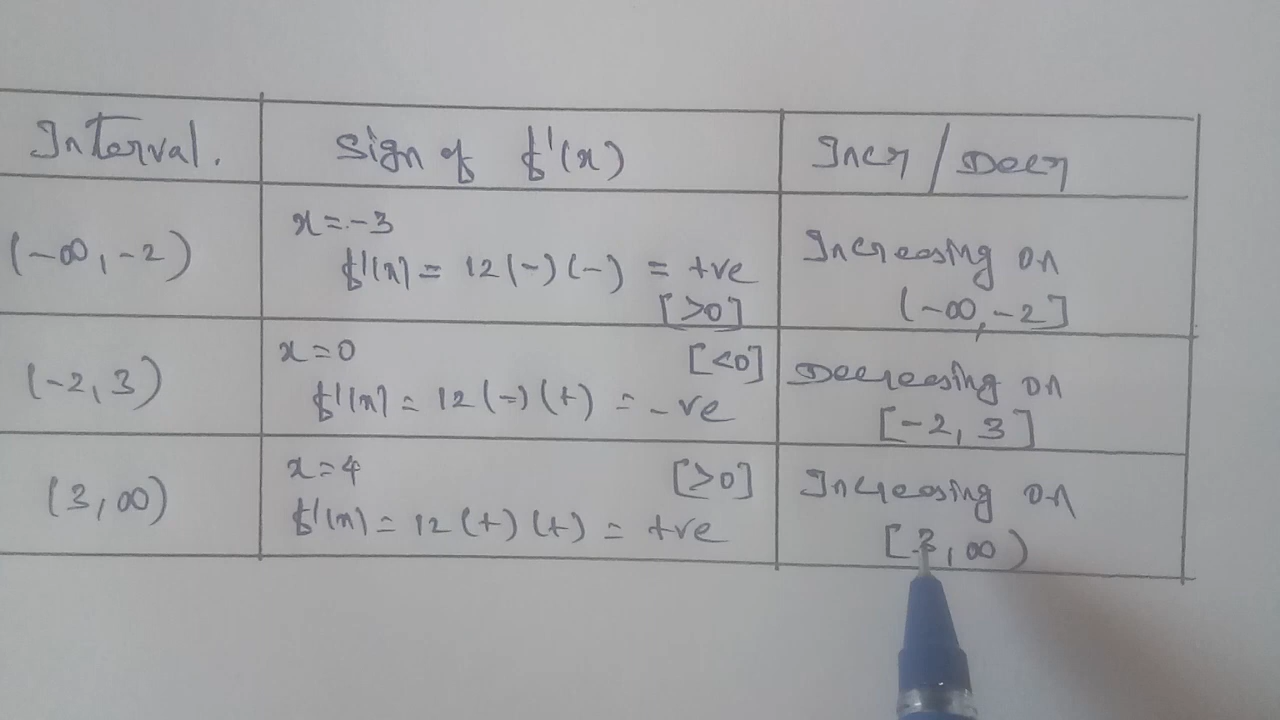 Interval. Sign of f'(x) Incr / Decr
(-∞, -2) x = -3 Increasing on
f'(x) = 12 (-) (-) = +ve (-∞, -2]
[>0]
(-2, 3) x = 0 [<0] Decreasing on
f'(x) = 12 (-) (+) = -ve [-2, 3]
(3, ∞) x = 4 [>0] Increasing on
f'(x) = 12 (+) (+) = +ve [3, ∞)